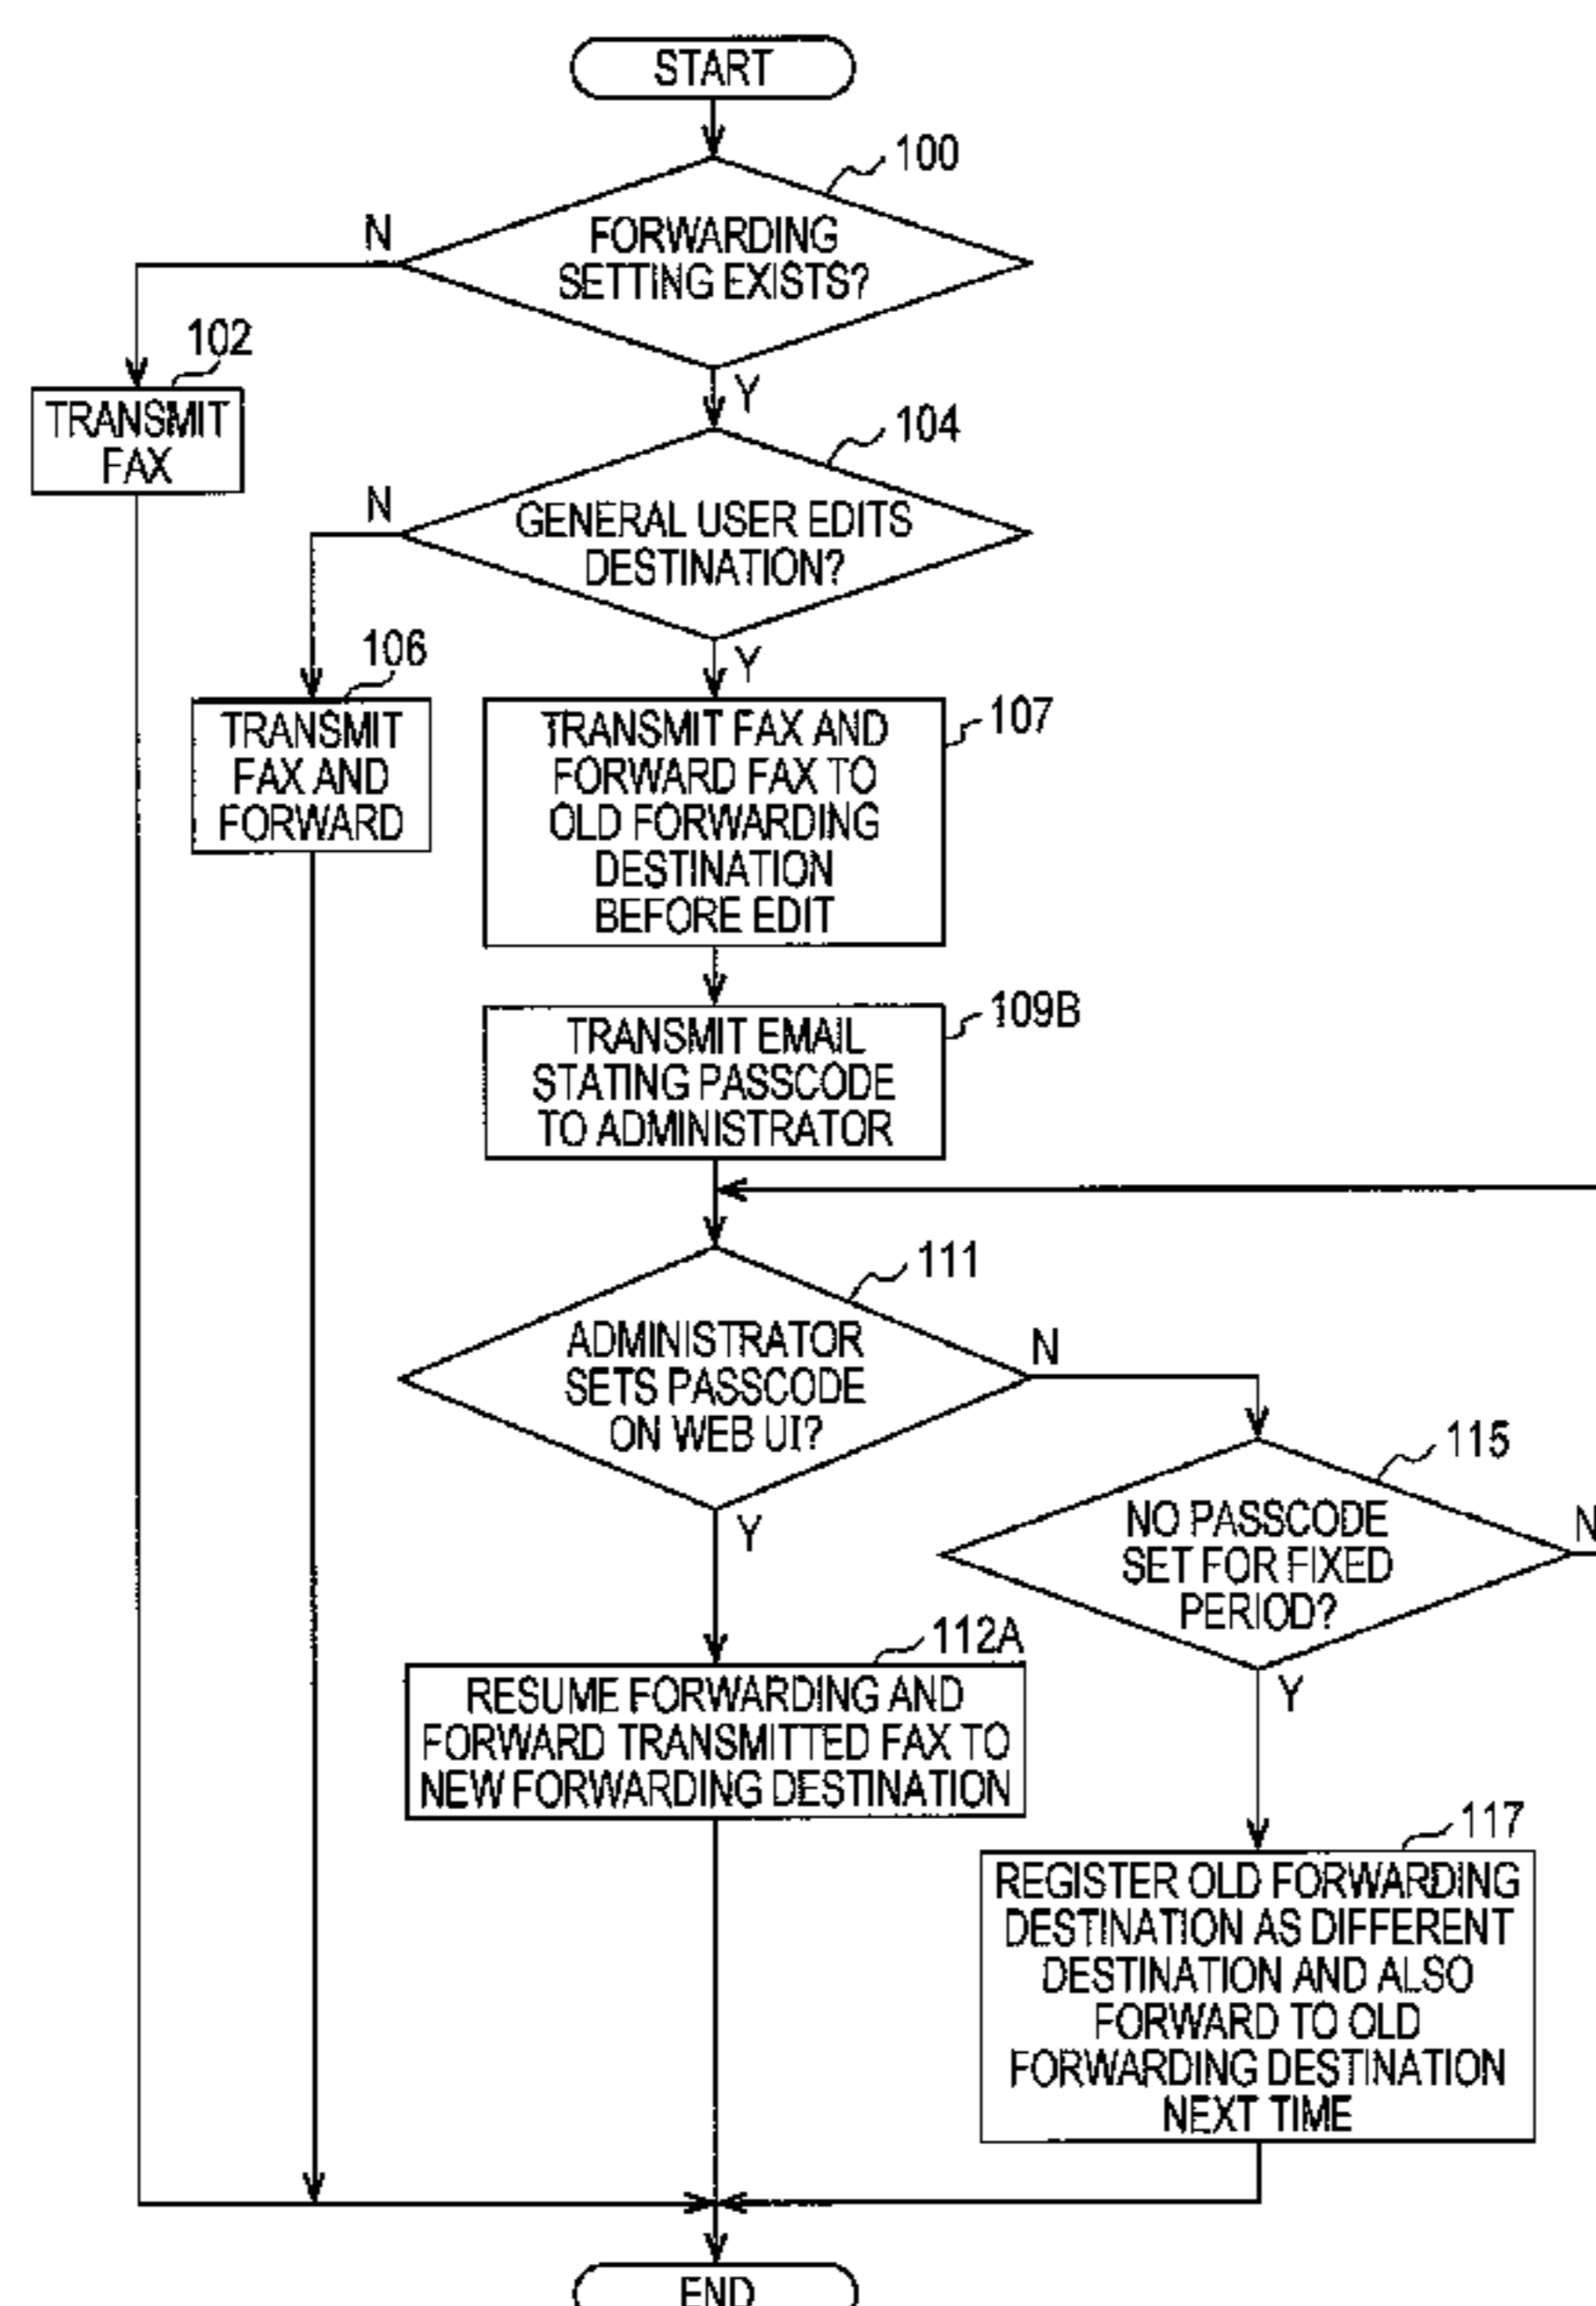 START
100
FORWARDING
SETTING EXISTS?
N
Y
102
TRANSMIT
FAX
104
GENERAL USER EDITS
DESTINATION?
N
Y
106
TRANSMIT
FAX AND
FORWARD
107
TRANSMIT FAX AND
FORWARD FAX TO
OLD FORWARDING
DESTINATION
BEFORE EDIT
109B
TRANSMIT EMAIL
STATING PASSCODE
TO ADMINISTRATOR
111
ADMINISTRATOR
SETS PASSCODE
ON WEB UI?
N
Y
115
NO PASSCODE
SET FOR FIXED
PERIOD?
N
Y
112A
RESUME FORWARDING AND
FORWARD TRANSMITTED FAX TO
NEW FORWARDING DESTINATION
117
REGISTER OLD FORWARDING
DESTINATION AS DIFFERENT
DESTINATION AND ALSO
FORWARD TO OLD
FORWARDING DESTINATION
NEXT TIME
END